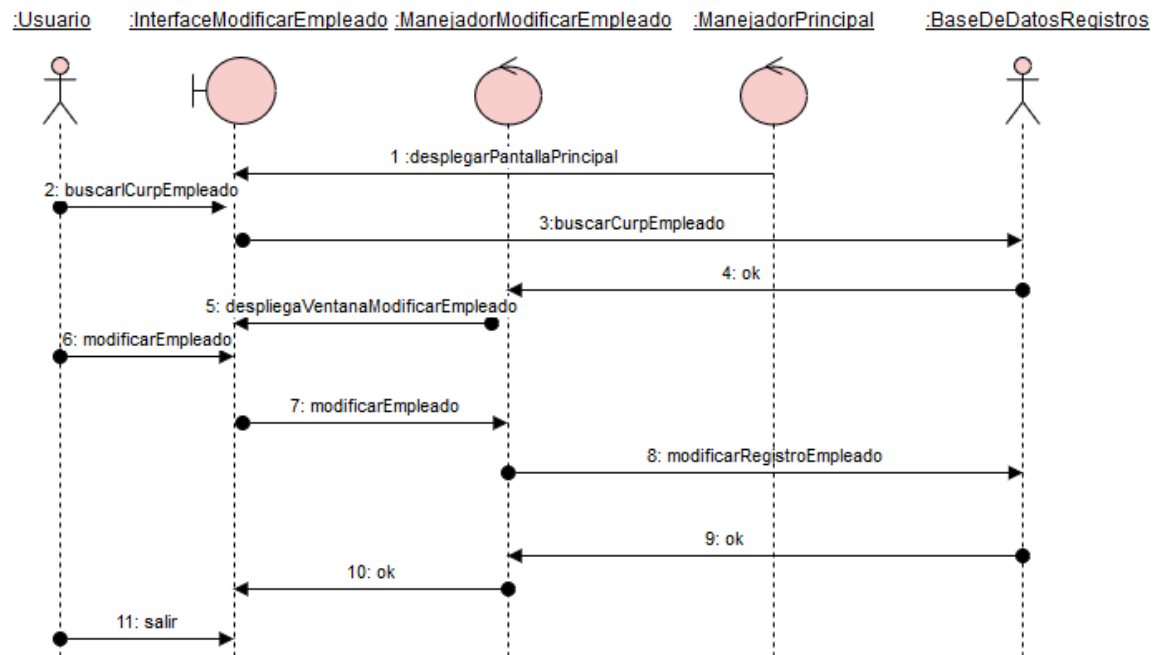 :Usuario
:InterfaceModificarEmpleado
:ManejadorModificarEmpleado
:ManejadorPrincipal
:BaseDeDatosRegistros
1 :desplegarPantallaPrincipal
2: buscarlCurpEmpleado
3:buscarCurpEmpleado
4: ok
5: despliegaVentanaModificarEmpleado
6: modificarEmpleado
7: modificarEmpleado
8: modificarRegistroEmpleado
9: ok
10: ok
11: salir